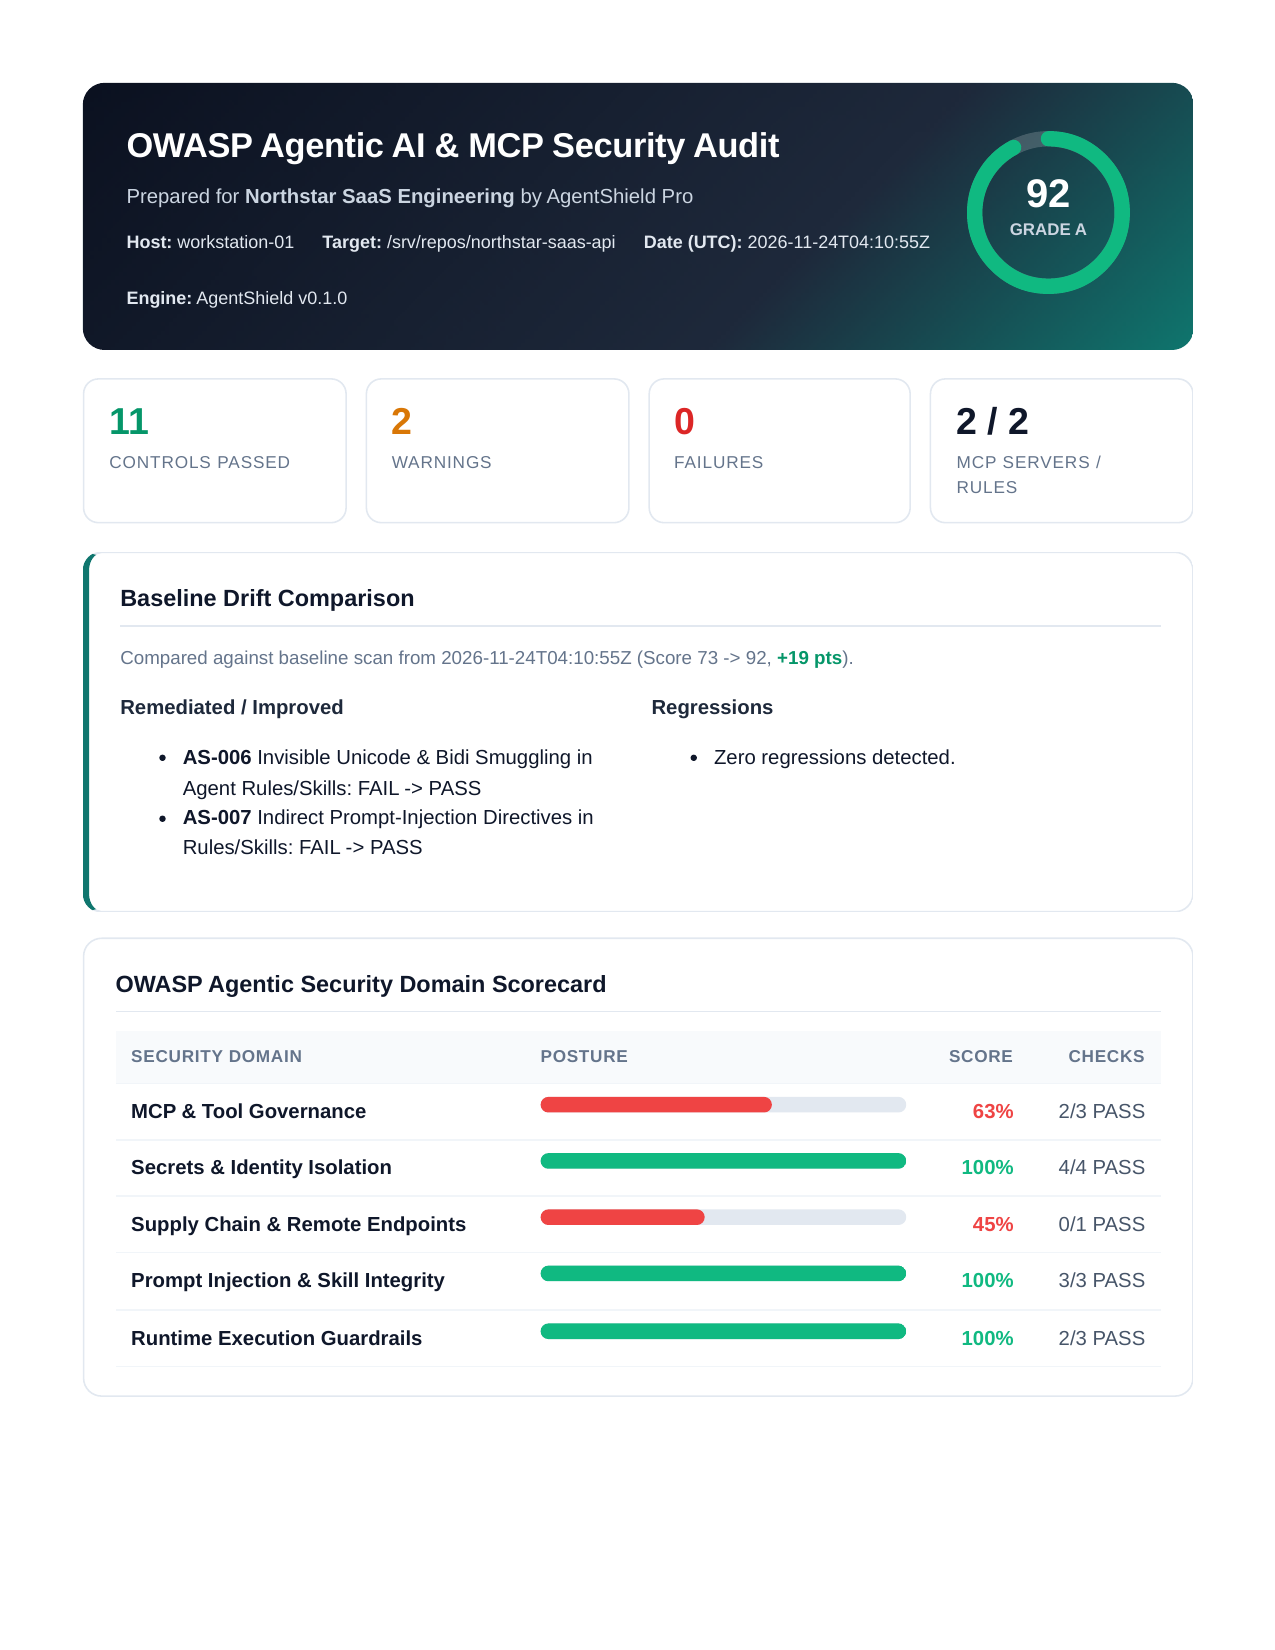 OWASP Agentic AI & MCP Security Audit
Prepared for Northstar SaaS Engineering by AgentShield Pro
Host: workstation-01 Target: /srv/repos/northstar-saas-api Date (UTC): 2026-11-24T04:10:55Z
Engine: AgentShield v0.1.0
92
GRADE A
11
CONTROLS PASSED
2
WARNINGS
0
FAILURES
2 / 2
MCP SERVERS /
RULES
Baseline Drift Comparison
Compared against baseline scan from 2026-11-24T04:10:55Z (Score 73 -> 92, +19 pts).
Remediated / Improved
• AS-006 Invisible Unicode & Bidi Smuggling in
Agent Rules/Skills: FAIL -> PASS
• AS-007 Indirect Prompt-Injection Directives in
Rules/Skills: FAIL -> PASS
Regressions
• Zero regressions detected.
OWASP Agentic Security Domain Scorecard
SECURITY DOMAIN POSTURE SCORE CHECKS
MCP & Tool Governance 63% 2/3 PASS
Secrets & Identity Isolation 100% 4/4 PASS
Supply Chain & Remote Endpoints 45% 0/1 PASS
Prompt Injection & Skill Integrity 100% 3/3 PASS
Runtime Execution Guardrails 100% 2/3 PASS